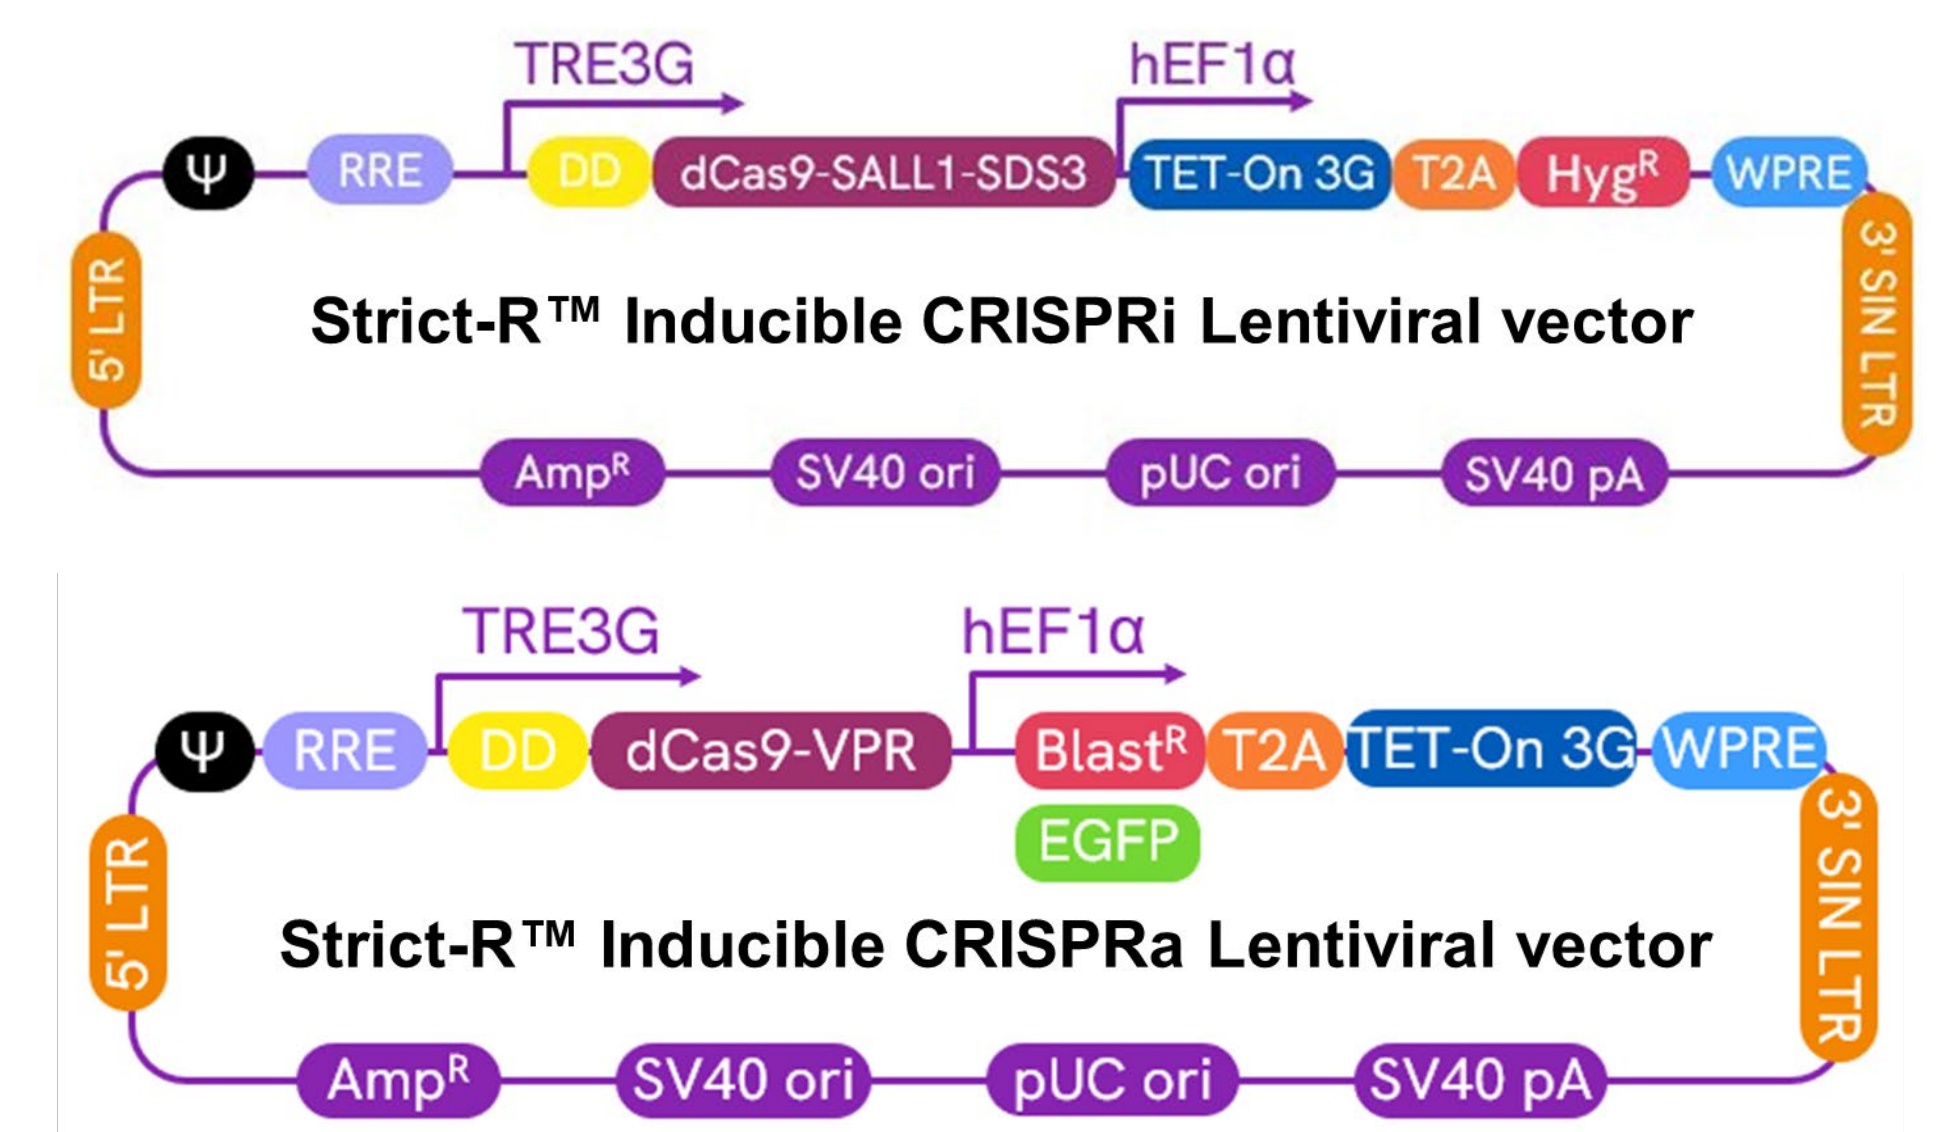 TRE3G hEF1α
Ψ RRE DD dCas9-SALL1-SDS3 TET-On 3G T2A Hygᴿ WPRE
5' LTR
Strict-R™ Inducible CRISPRi Lentiviral vector
3' SIN LTR
Ampᴿ SV40 ori pUC ori SV40 pA
TRE3G hEF1α
Ψ RRE DD dCas9-VPR Blastᴿ T2A TET-On 3G WPRE
EGFP
5' LTR
Strict-R™ Inducible CRISPRa Lentiviral vector
3' SIN LTR
Ampᴿ SV40 ori pUC ori SV40 pA